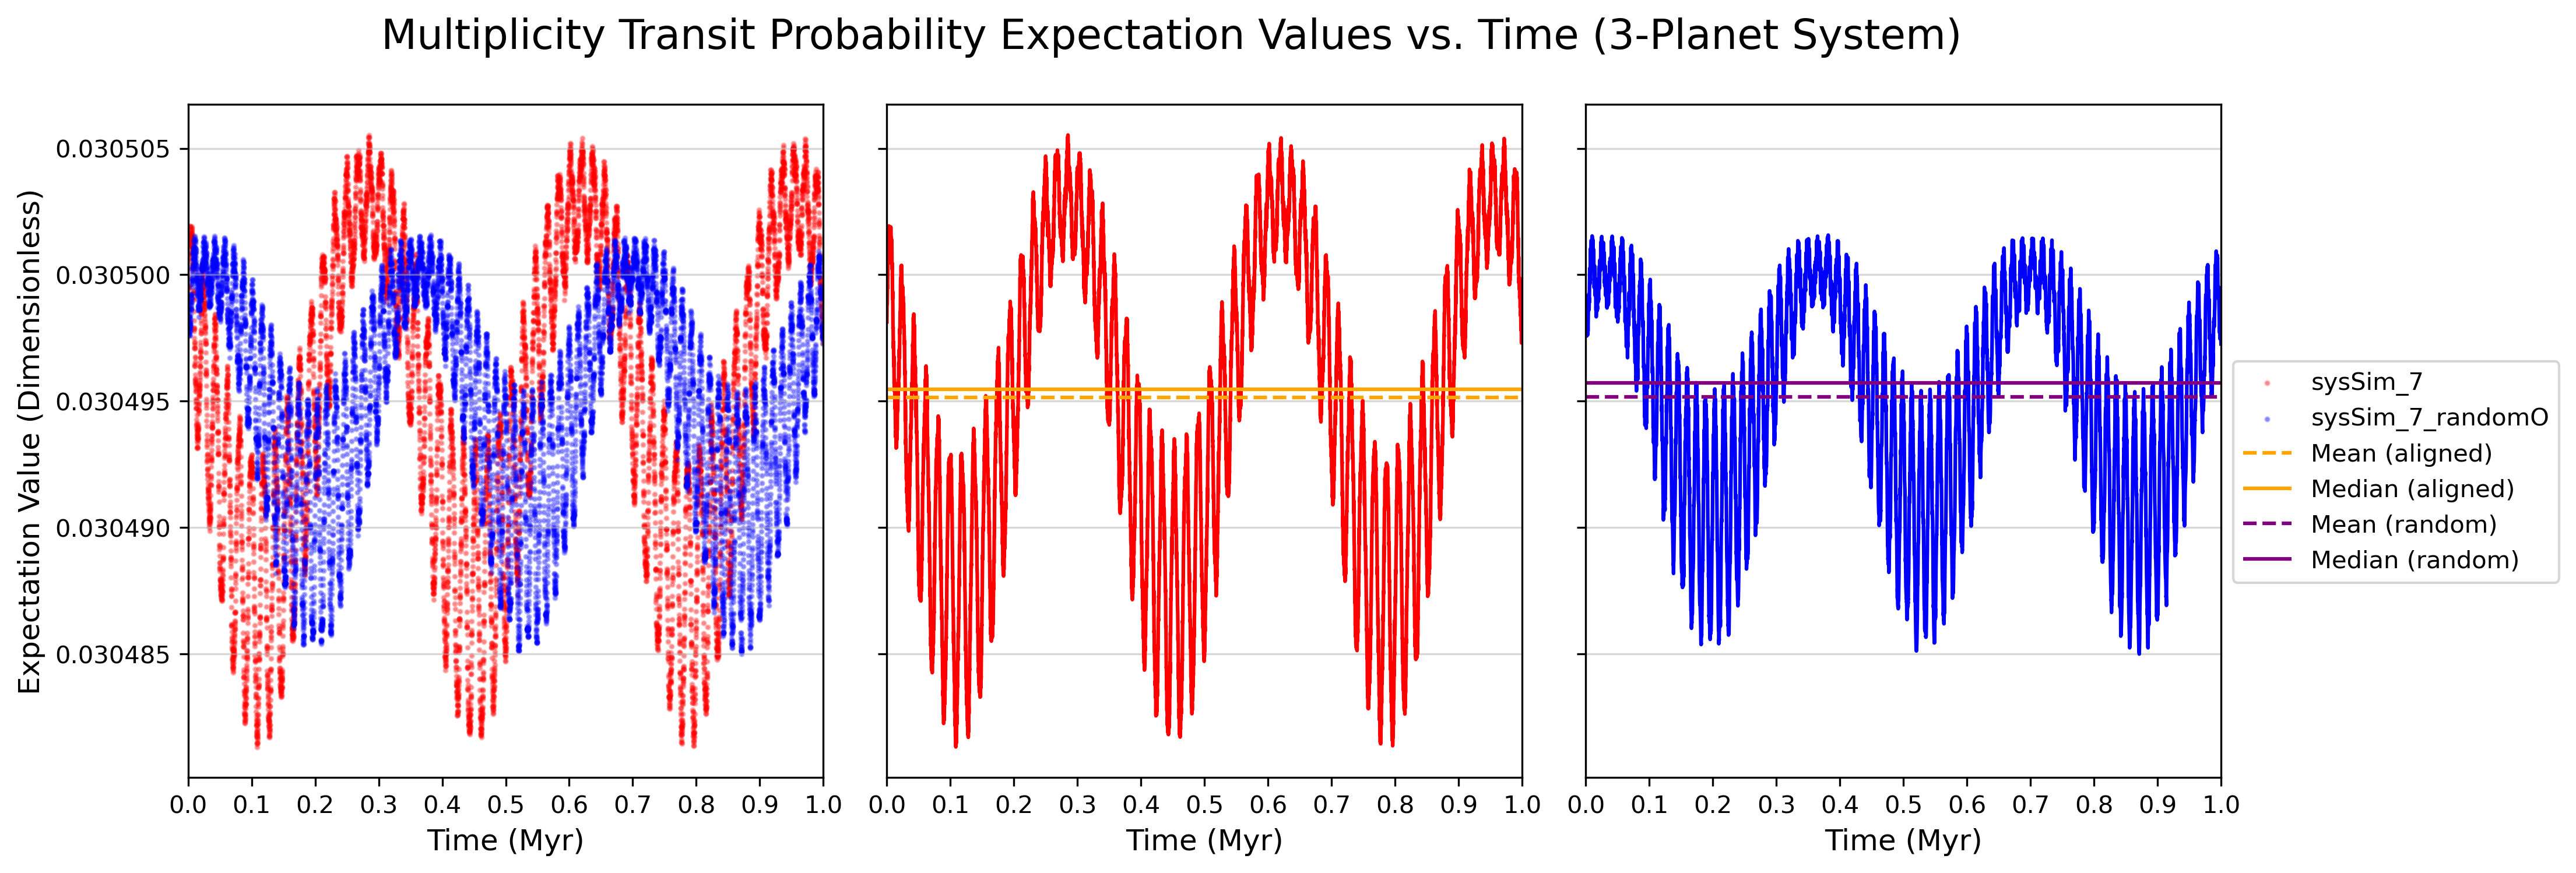 Multiplicity Transit Probability Expectation Values vs. Time (3-Planet System)
Expectation Value (Dimensionless)
0.030505
0.030500
0.030495
0.030490
0.030485
0.0 0.1 0.2 0.3 0.4 0.5 0.6 0.7 0.8 0.9 1.0
Time (Myr)
0.0 0.1 0.2 0.3 0.4 0.5 0.6 0.7 0.8 0.9 1.0
Time (Myr)
0.0 0.1 0.2 0.3 0.4 0.5 0.6 0.7 0.8 0.9 1.0
Time (Myr)
sysSim_7
sysSim_7_randomO
Mean (aligned)
Median (aligned)
Mean (random)
Median (random)